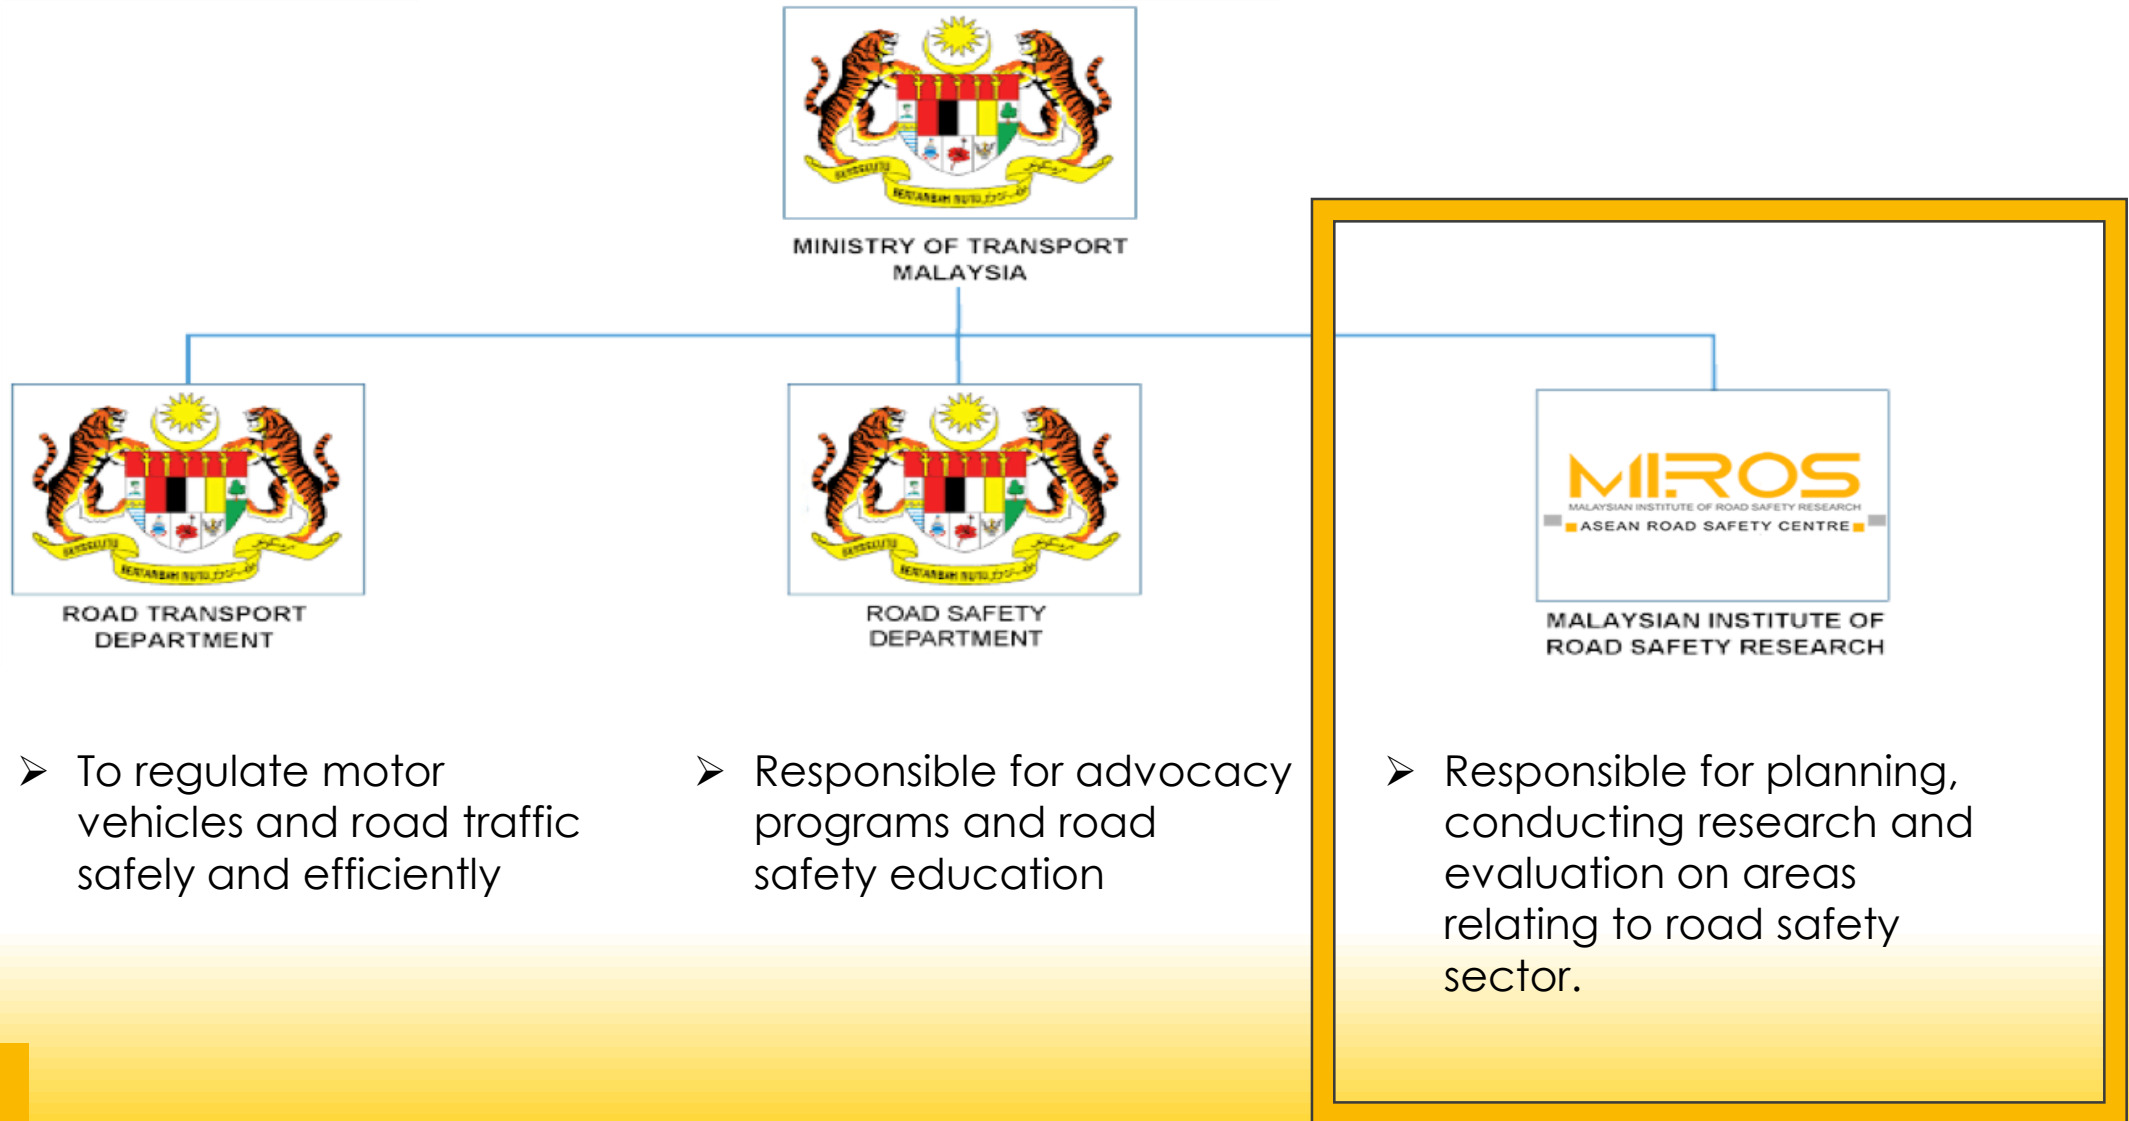 MINISTRY OF TRANSPORT
MALAYSIA
ROAD TRANSPORT
DEPARTMENT
➢ To regulate motor
vehicles and road traffic
safely and efficiently
ROAD SAFETY
DEPARTMENT
➢ Responsible for advocacy
programs and road
safety education
MIROS
MALAYSIAN INSTITUTE OF ROAD SAFETY RESEARCH
ASEAN ROAD SAFETY CENTRE
MALAYSIAN INSTITUTE OF
ROAD SAFETY RESEARCH
➢ Responsible for planning,
conducting research and
evaluation on areas
relating to road safety
sector.